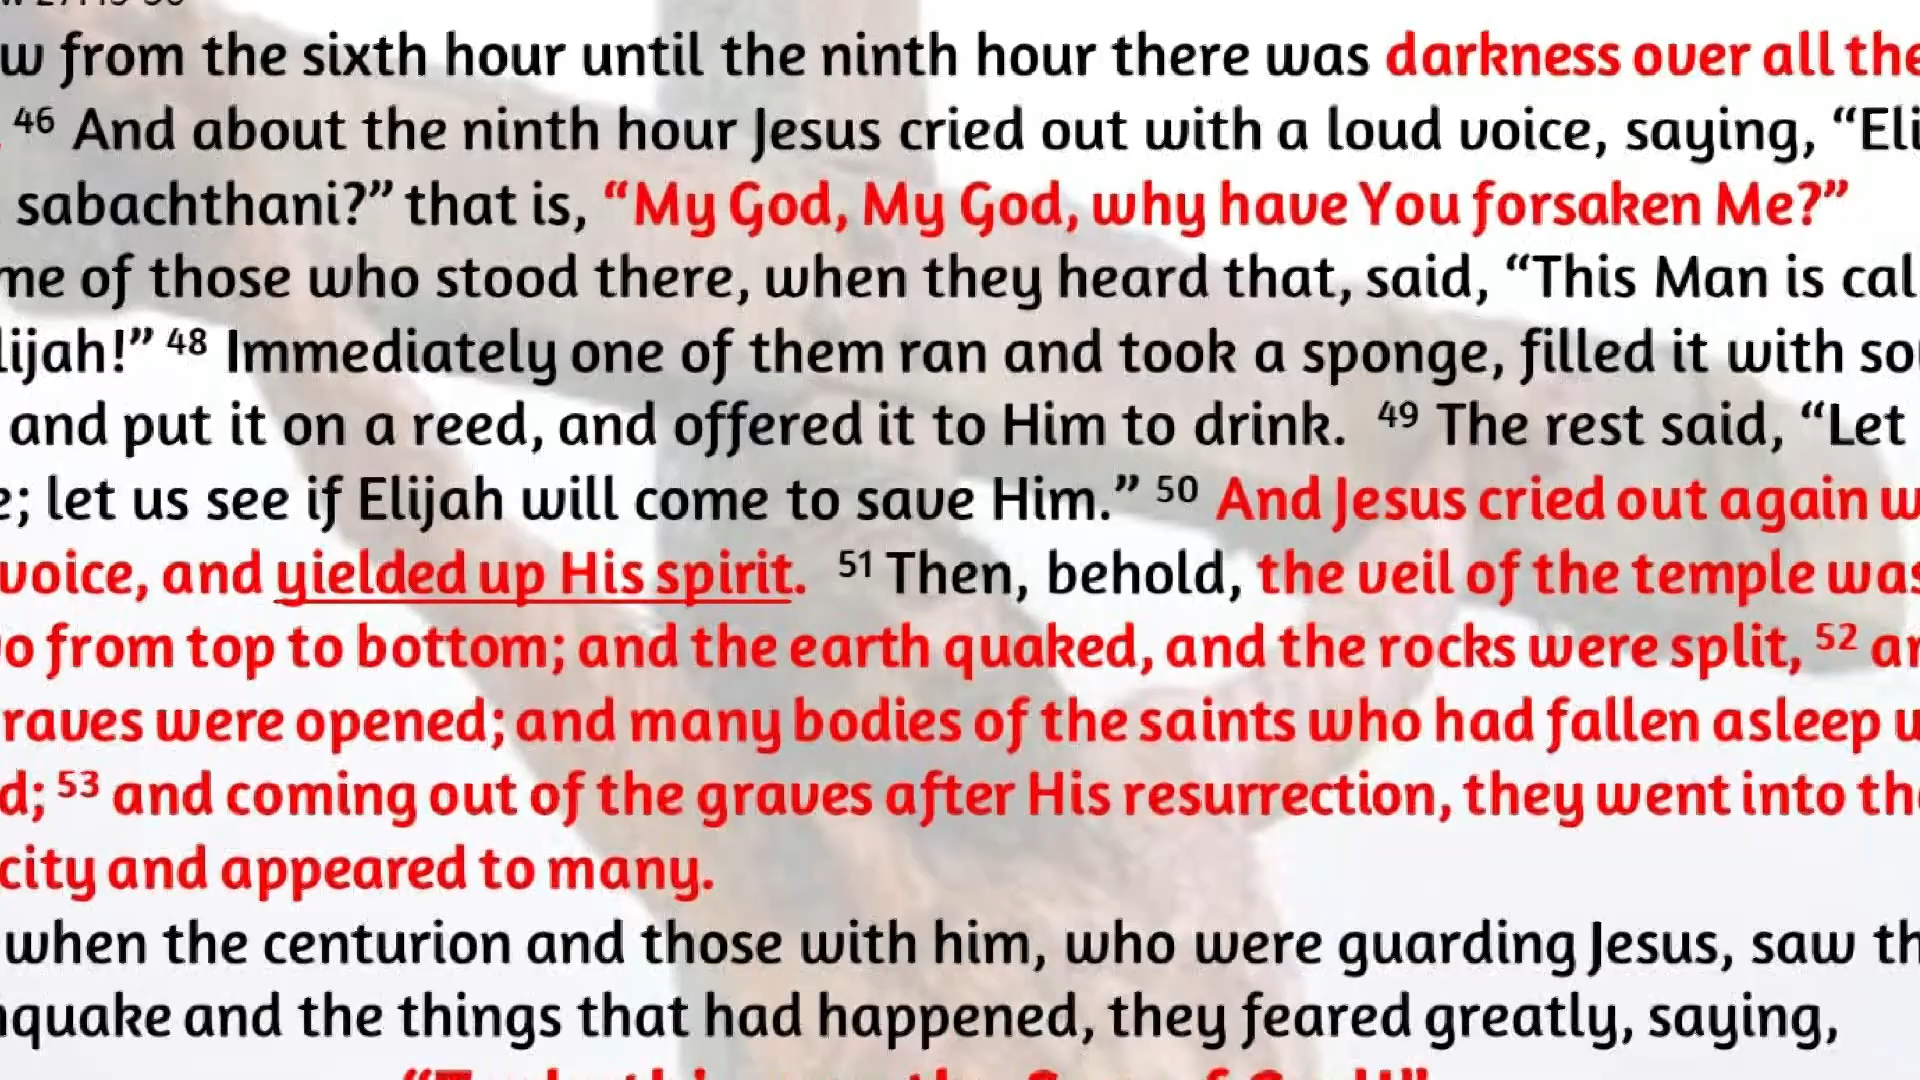 from the sixth hour until the ninth hour there was darkness over all the
46 And about the ninth hour Jesus cried out with a loud voice, saying, “Eli
sabachthani?” that is, “My God, My God, why have You forsaken Me?”
of those who stood there, when they heard that, said, “This Man is
48 Immediately one of them ran and took a sponge, filled it with
and put it on a reed, and offered it to Him to drink. 49 The rest said, “Let
let us see if Elijah will come to save Him.” 50 And Jesus cried out again
voice, and yielded up His spirit. 51 Then, behold, the veil of the temple was
from top to bottom; and the earth quaked, and the rocks were split, 52
were opened; and many bodies of the saints who had fallen asleep
53 and coming out of the graves after His resurrection, they went into the
city and appeared to many.
when the centurion and those with him, who were guarding Jesus, saw
and the things that had happened, they feared greatly, saying,